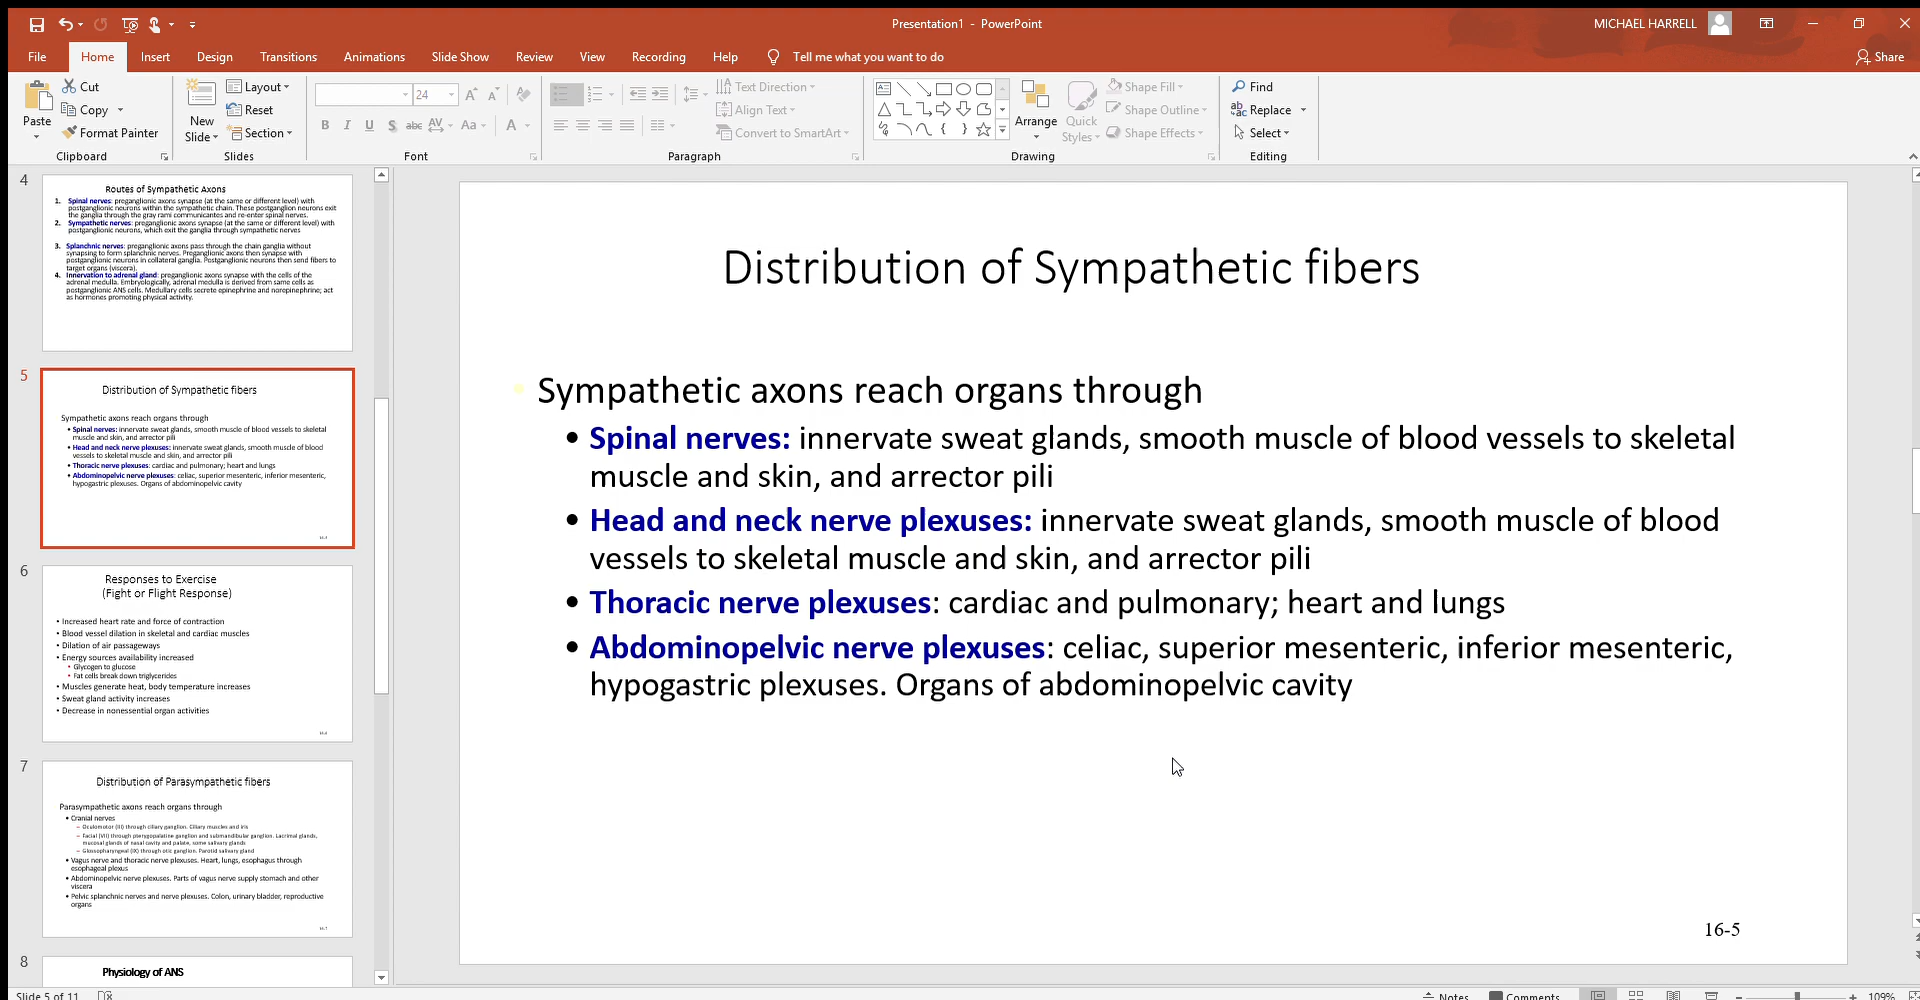 Presentation1 - PowerPoint
MICHAEL HARRELL
File Home Insert Design Transitions Animations Slide Show Review View Recording Help Tell me what you want to do
Share
Paste
Cut
Copy
Format Painter
Clipboard
New
Slide
Layout
Reset
Section
Slides
24
B I U S abc AV Aa A
Font
Text Direction
Align Text
Convert to SmartArt
Paragraph
Arrange
Quick
Styles
Shape Fill
Shape Outline
Shape Effects
Drawing
Find
Replace
Select
Editing
4
Routes of Sympathetic Axons
1. Spinal nerves: preganglionic axons synapse (at the same or different level) with
postganglionic neurons within the sympathetic chain. These postganglion neurons exit
the ganglia through the gray rami communicantes and re-enter spinal nerves.
2. Sympathetic nerves: preganglionic axons synapse (at the same or different level) with
postganglionic neurons, which exit the ganglia through sympathetic nerves
3. Splanchnic nerves: preganglionic axons pass through the chain ganglia without
synapsing to form splanchnic nerves. Preganglionic axons then synapse with
postganglionic neurons in collateral ganglia. Postganglionic neurons then send fibers to
target organs (viscera).
4. Innervation to adrenal gland: preganglionic axons synapse with the cells of the
adrenal medulla. Embryologically, adrenal medulla is derived from same cells as
postganglionic ANS cells. Medullary cells secrete epinephrine and norepinephrine; act
as hormones promoting physical activity.
5
Distribution of Sympathetic fibers
Sympathetic axons reach organs through
• Spinal nerves: innervate sweat glands, smooth muscle of blood vessels to skeletal
muscle and skin, and arrector pili
• Head and neck nerve plexuses: innervate sweat glands, smooth muscle of blood
vessels to skeletal muscle and skin, and arrector pili
• Thoracic nerve plexuses: cardiac and pulmonary; heart and lungs
• Abdominopelvic nerve plexuses: celiac, superior mesenteric, inferior mesenteric,
hypogastric plexuses. Organs of abdominopelvic cavity
16-5
6
Responses to Exercise
(Fight or Flight Response)
• Increased heart rate and force of contraction
• Blood vessel dilation in skeletal and cardiac muscles
• Dilation of air passageways
• Energy sources availability increased
• Glycogen to glucose
• Fat cells break down triglycerides
• Muscles generate heat, body temperature increases
• Sweat gland activity increases
• Decrease in nonessential organ activities
16-6
7
Distribution of Parasympathetic fibers
Parasympathetic axons reach organs through
• Cranial nerves
– Oculomotor (III) through ciliary ganglion. Ciliary muscles and iris
– Facial (VII) through pterygopalatine ganglion and submandibular ganglion. Lacrimal glands,
mucosal glands of nasal cavity and palate, some salivary glands
– Glossopharyngeal (IX) through otic ganglion. Parotid salivary gland
• Vagus nerve and thoracic nerve plexuses. Heart, lungs, esophagus through
esophageal plexus
• Abdominopelvic nerve plexuses. Parts of vagus nerve supply stomach and other
viscera
• Pelvic splanchnic nerves and nerve plexuses. Colon, urinary bladder, reproductive
organs
16-7
8
Physiology of ANS
Distribution of Sympathetic fibers
• Sympathetic axons reach organs through
• Spinal nerves: innervate sweat glands, smooth muscle of blood vessels to skeletal
muscle and skin, and arrector pili
• Head and neck nerve plexuses: innervate sweat glands, smooth muscle of blood
vessels to skeletal muscle and skin, and arrector pili
• Thoracic nerve plexuses: cardiac and pulmonary; heart and lungs
• Abdominopelvic nerve plexuses: celiac, superior mesenteric, inferior mesenteric,
hypogastric plexuses. Organs of abdominopelvic cavity
16-5
Slide 5 of 11
Notes
Comments
109%